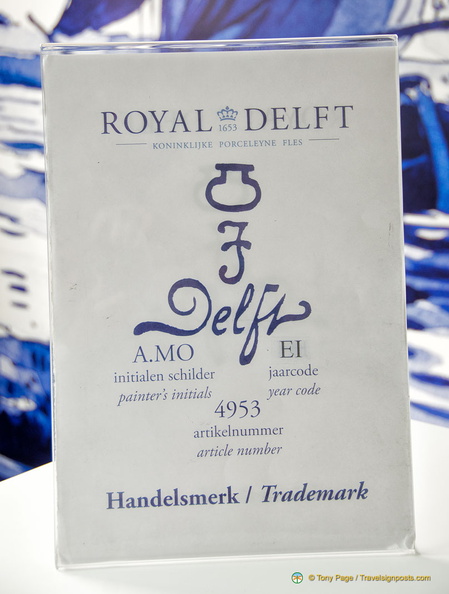 ROYAL 1653 DELFT
KONINKLIJKE PORCELEYNE FLES
Delft
A.MO EI
initialen schilder jaarcode
painter's initials year code
4953
artikelnummer
article number
Handelsmerk / Trademark
© Tony Page / Travelsignposts.com